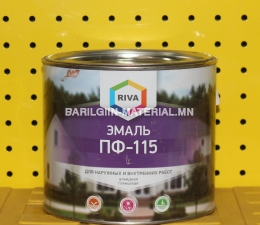 RIVA
BARILGIIN-MATERIAL.MN
ЭМАЛЬ
ПФ-115
ДЛЯ НАРУЖНЫХ И ВНУТРЕННИХ РАБОТ